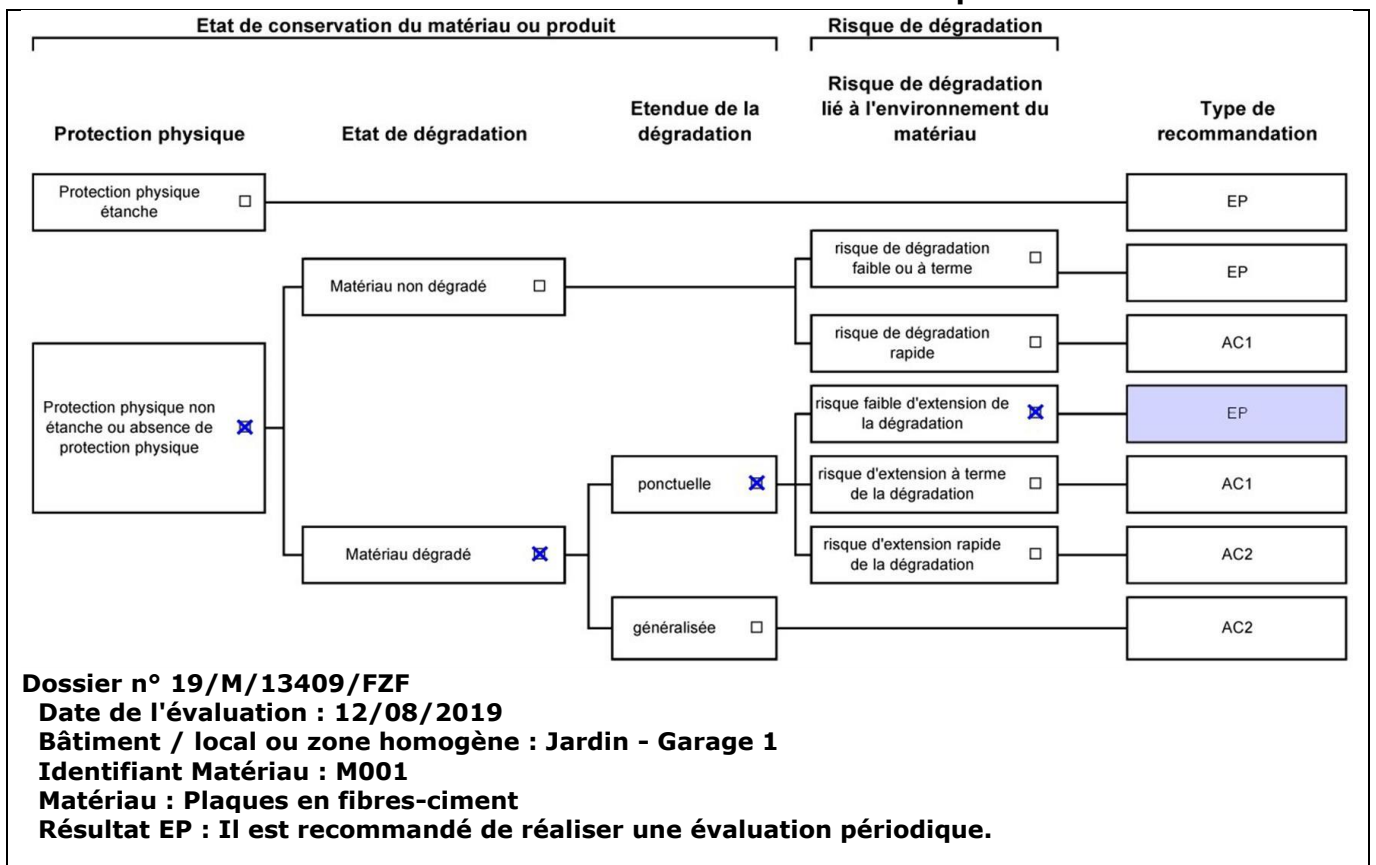 Etat de conservation du matériau ou produit
Risque de dégradation
Protection physique
Etat de dégradation
Etendue de la
dégradation
Risque de dégradation
lié à l'environnement du
matériau
Type de
recommandation
Protection physique
étanche
EP
Matériau non dégradé
risque de dégradation
faible ou à terme
EP
risque de dégradation
rapide
AC1
Protection physique non
étanche ou absence de
protection physique
risque faible d'extension de
la dégradation
EP
ponctuelle
risque d'extension à terme
de la dégradation
AC1
Matériau dégradé
risque d'extension rapide
de la dégradation
AC2
généralisée
AC2
Dossier n° 19/M/13409/FZF
Date de l'évaluation : 12/08/2019
Bâtiment / local ou zone homogène : Jardin - Garage 1
Identifiant Matériau : M001
Matériau : Plaques en fibres-ciment
Résultat EP : Il est recommandé de réaliser une évaluation périodique.